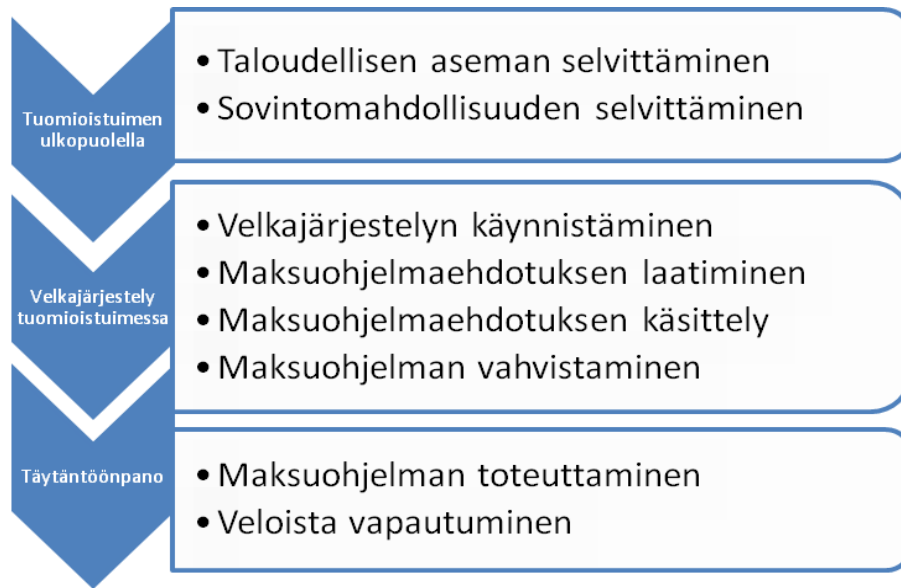 Tuomioistuimen
ulkopuolella
• Taloudellisen aseman selvittäminen
• Sovintomahdollisuuden selvittäminen
Velkajärjestely
tuomioistuimessa
• Velkajärjestelyn käynnistäminen
• Maksuohjelmaehdotuksen laatiminen
• Maksuohjelmaehdotuksen käsittely
• Maksuohjelman vahvistaminen
Täytäntöönpano
• Maksuohjelman toteuttaminen
• Veloista vapautuminen